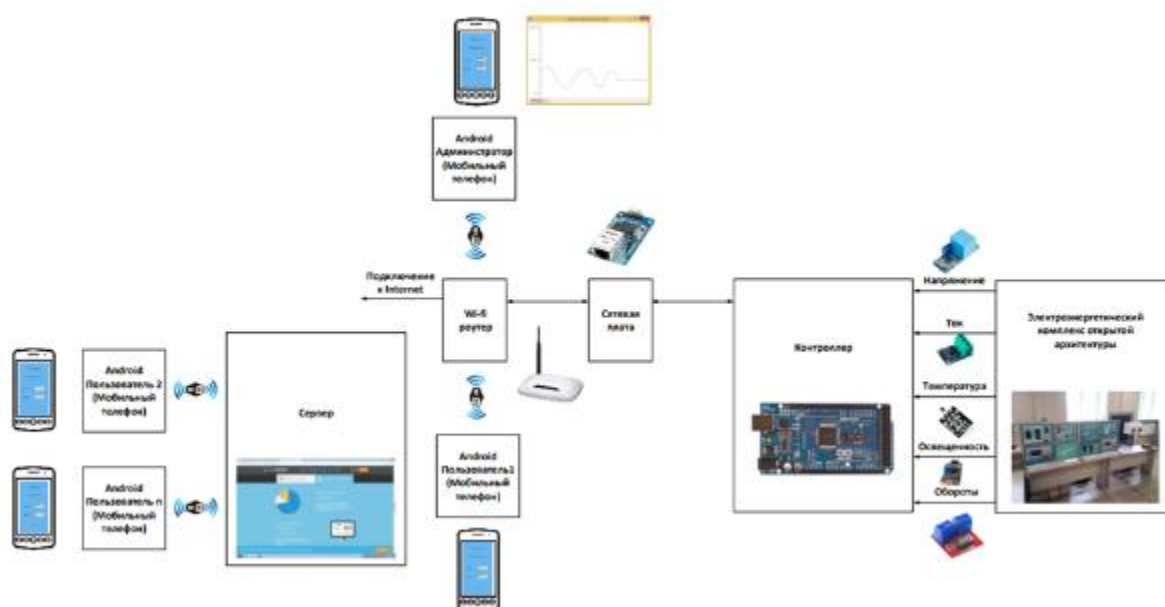 Android
Администратор
(Мобильный
телефон)
Подключение
к Internet
Wi-fi
роутер
Сетевая
плата
Контроллер
Напряжение
Ток
Температура
Освещенность
Обороты
Электроэнергетический
комплекс открытой
архитектуры
Android
Пользователь 2
(Мобильный
телефон)
Сервер
Android
Пользователь1
(Мобильный
телефон)
Android
Пользователь n
(Мобильный
телефон)